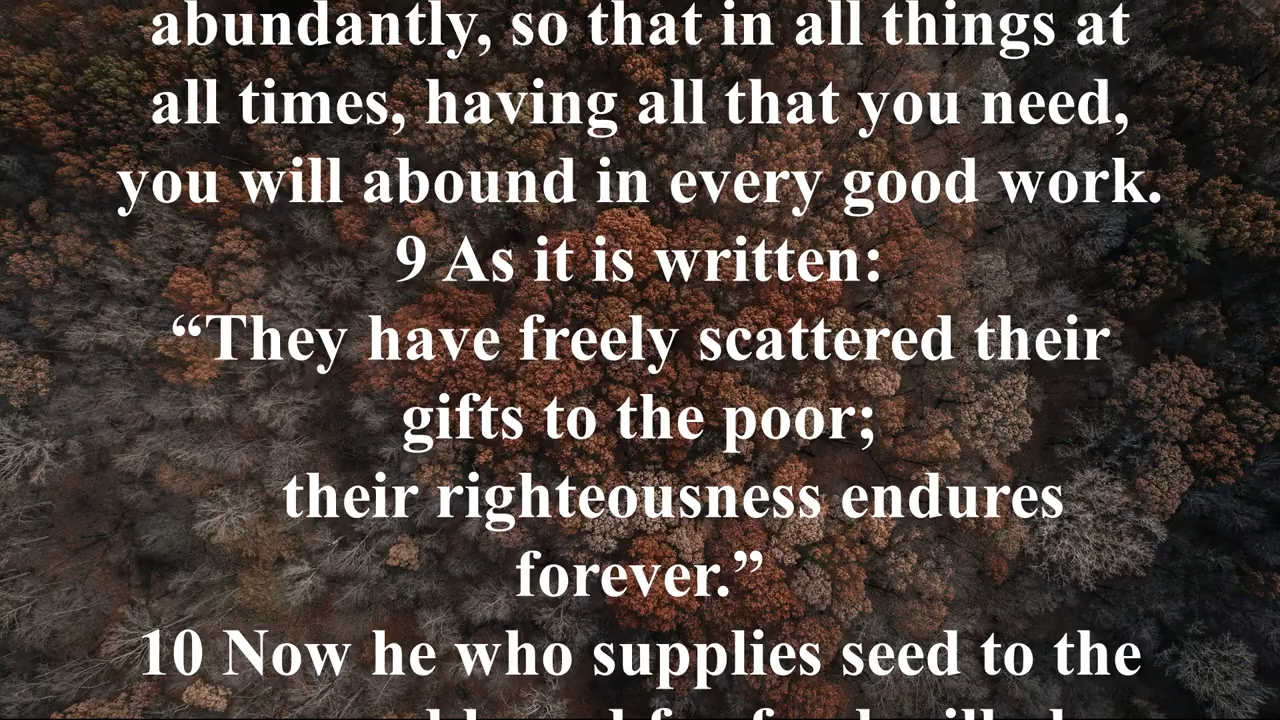 abundantly, so that in all things at
all times, having all that you need,
you will abound in every good work.
9 As it is written:
“They have freely scattered their
gifts to the poor;
their righteousness endures
forever.”
10 Now he who supplies seed to the